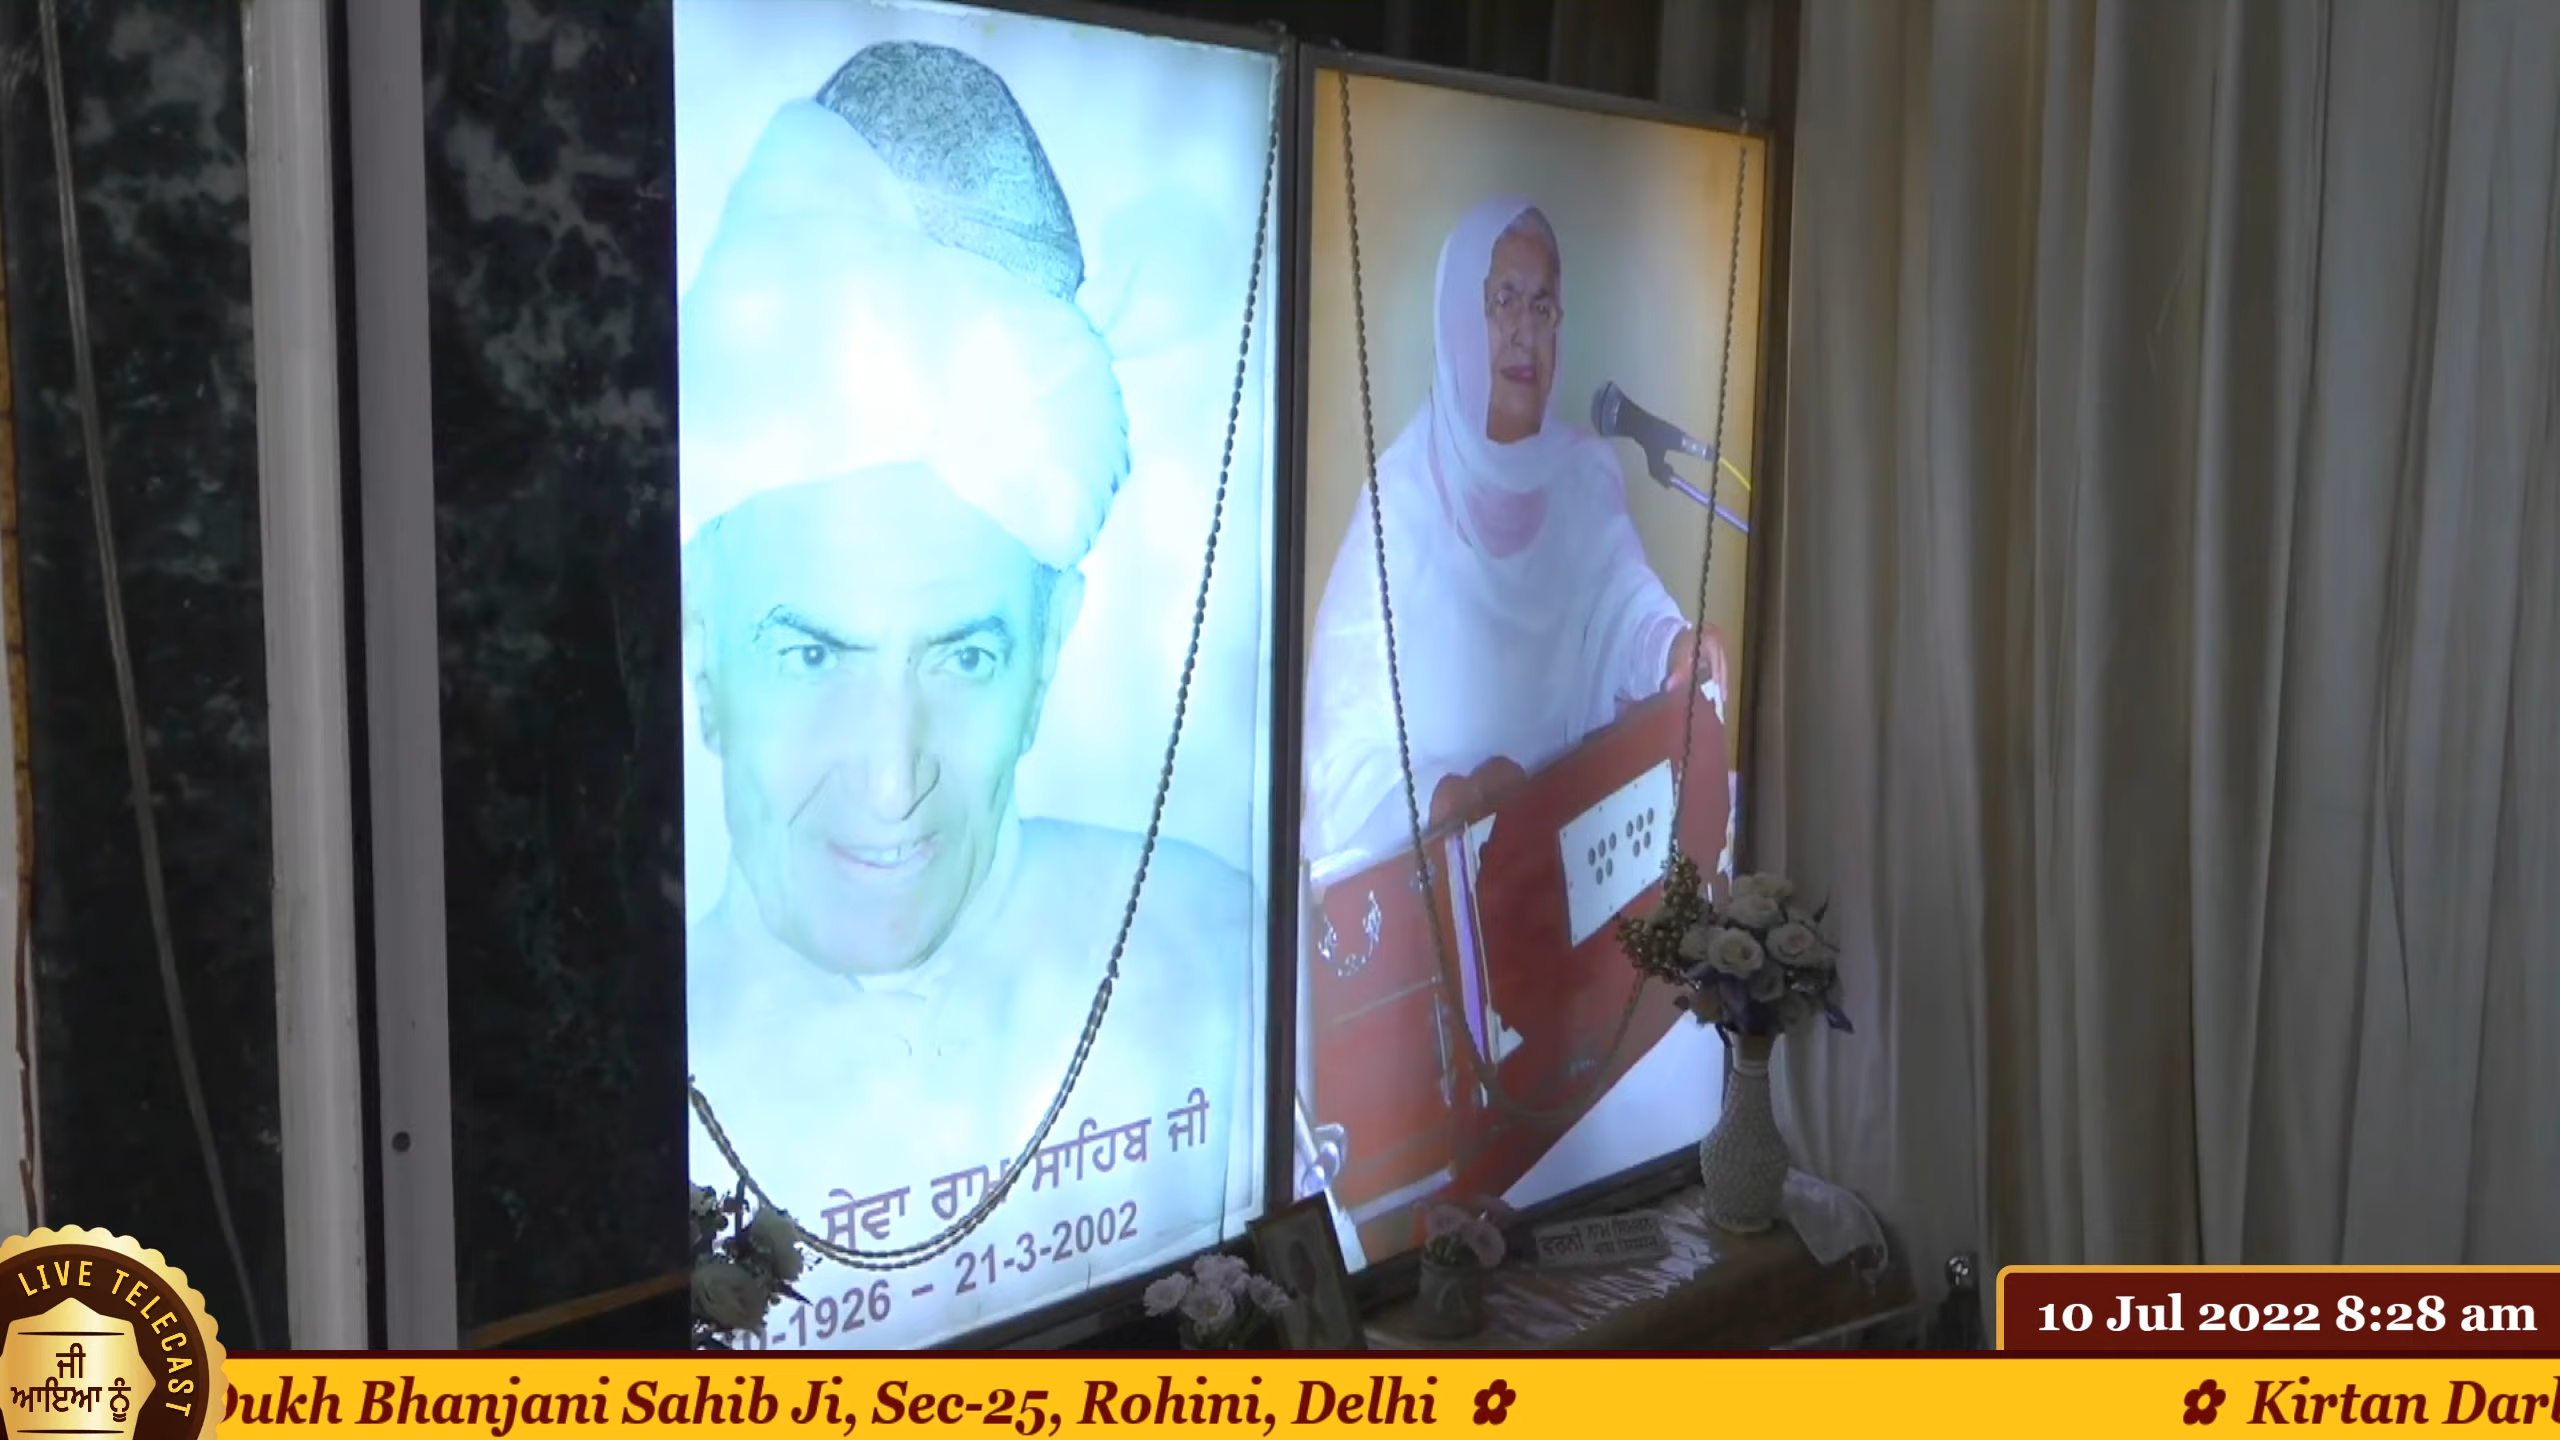 ਸੇਵਾ ਰਾਮ ਸਾਹਿਬ ਜੀ
-1926 – 21-3-2002
LIVE TELECAST
ਜੀ
ਆਇਆ ਨੂੰ
10 Jul 2022 8:28 am
Dukh Bhanjani Sahib Ji, Sec-25, Rohini, Delhi ✿ ✿ Kirtan